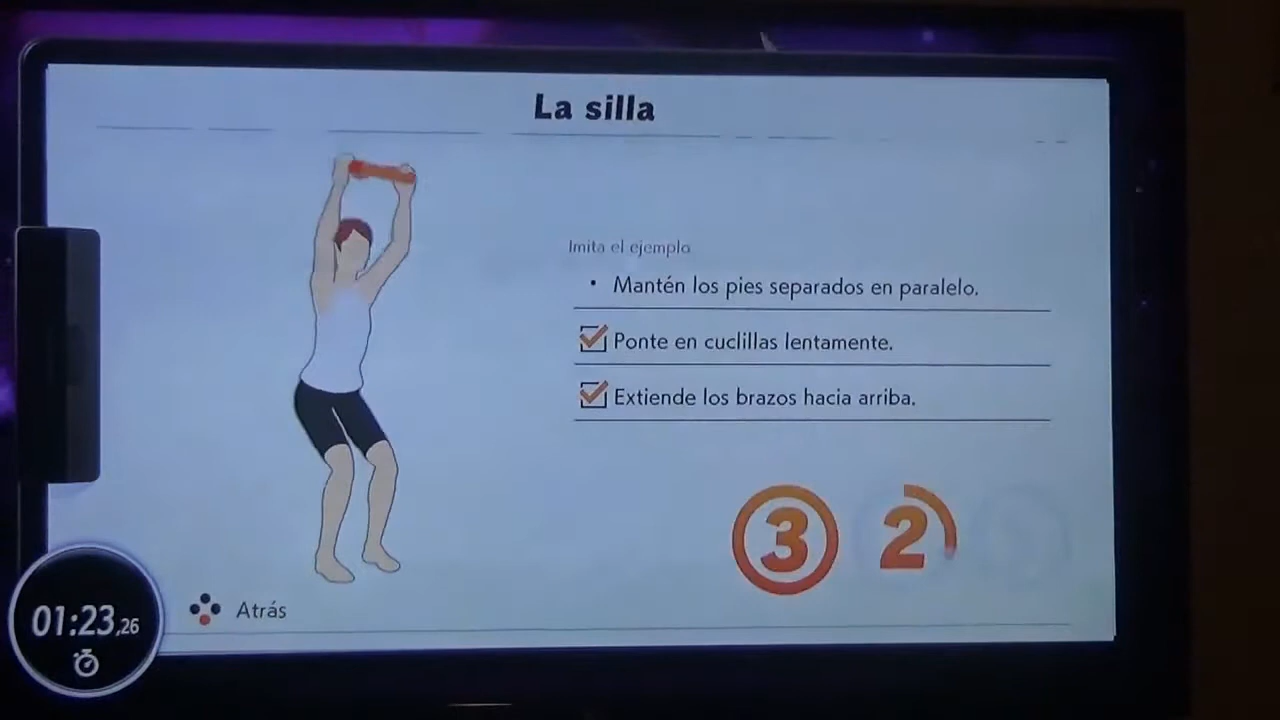 La silla
Imita el ejemplo
• Mantén los pies separados en paralelo.
Ponte en cuclillas lentamente.
Extiende los brazos hacia arriba.
3 2
Atrás
01:23,26